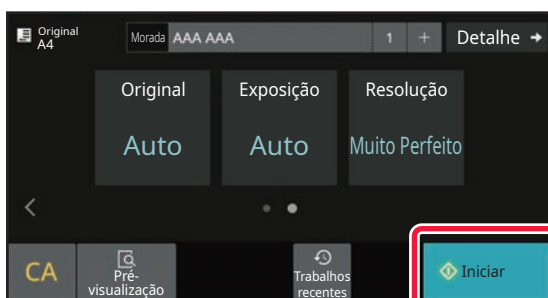 Original
A4
Morada AAA AAA 1 + Detalhe
Original Exposição Resolução
Auto Auto Muito Perfeito
CA
Pré-
visualização
Trabalhos
recentes
Iniciar